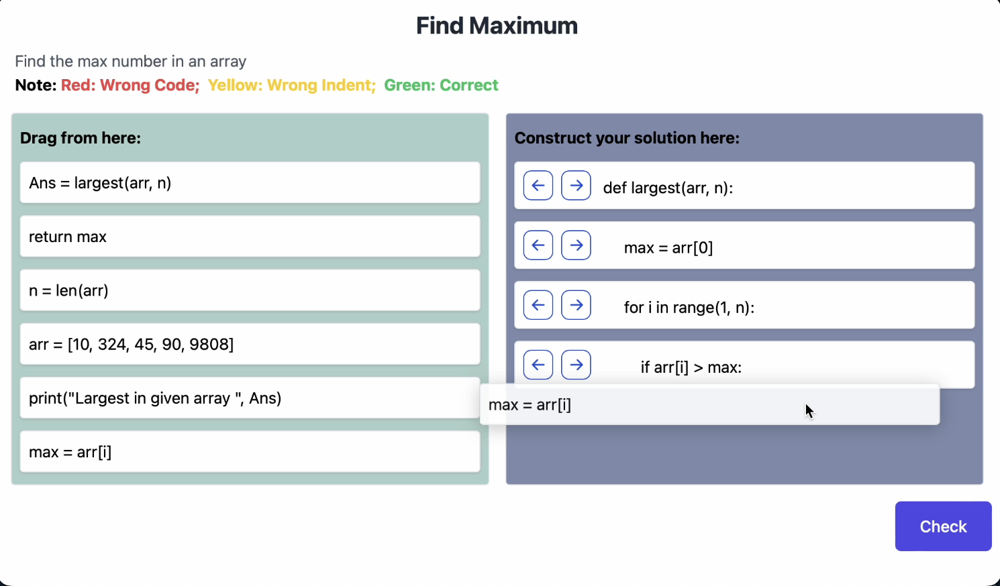 Find Maximum
Find the max number in an array
Note: Red: Wrong Code; Yellow: Wrong Indent; Green: Correct
Drag from here:
Ans = largest(arr, n)
return max
n = len(arr)
arr = [10, 324, 45, 90, 9808]
print("Largest in given array ", Ans)
max = arr[i]
Construct your solution here:
def largest(arr, n):
max = arr[0]
for i in range(1, n):
if arr[i] > max:
max = arr[i]
Check